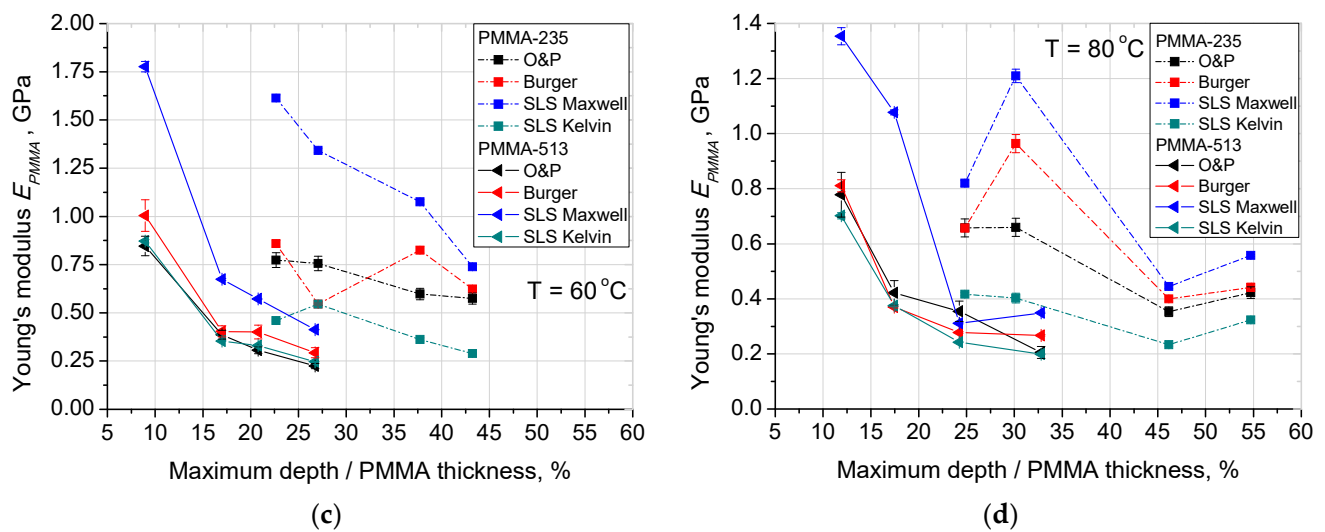 2.00
1.75
1.50
1.25
1.00
0.75
0.50
0.25
0.00
Young's modulus E_PMMA, GPa
5 10 15 20 25 30 35 40 45 50 55 60
Maximum depth / PMMA thickness, %
PMMA-235
O&P
Burger
SLS Maxwell
SLS Kelvin
PMMA-513
O&P
Burger
SLS Maxwell
SLS Kelvin
T = 60 °C
(c)
1.4
1.2
1.0
0.8
0.6
0.4
0.2
0.0
Young's modulus E_PMMA, GPa
5 10 15 20 25 30 35 40 45 50 55 60
Maximum depth / PMMA thickness, %
T = 80 °C
PMMA-235
O&P
Burger
SLS Maxwell
SLS Kelvin
PMMA-513
O&P
Burger
SLS Maxwell
SLS Kelvin
(d)